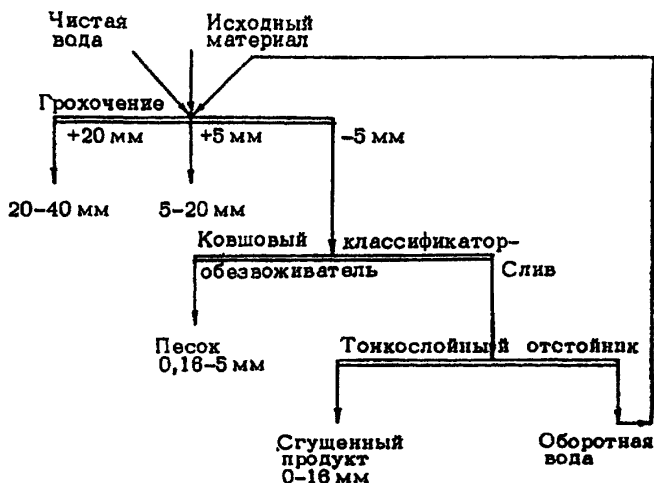 Чистая
вода
Исходный
материал
Грохочение
+20 мм
+5 мм
-5 мм
20-40 мм
5-20 мм
Ковшовый классификатор-
обезвоживатель
Слив
Песок
0,16-5 мм
Тонкослойный отстойник
Сгущенный
продукт
0-16 мм
Оборотная
вода